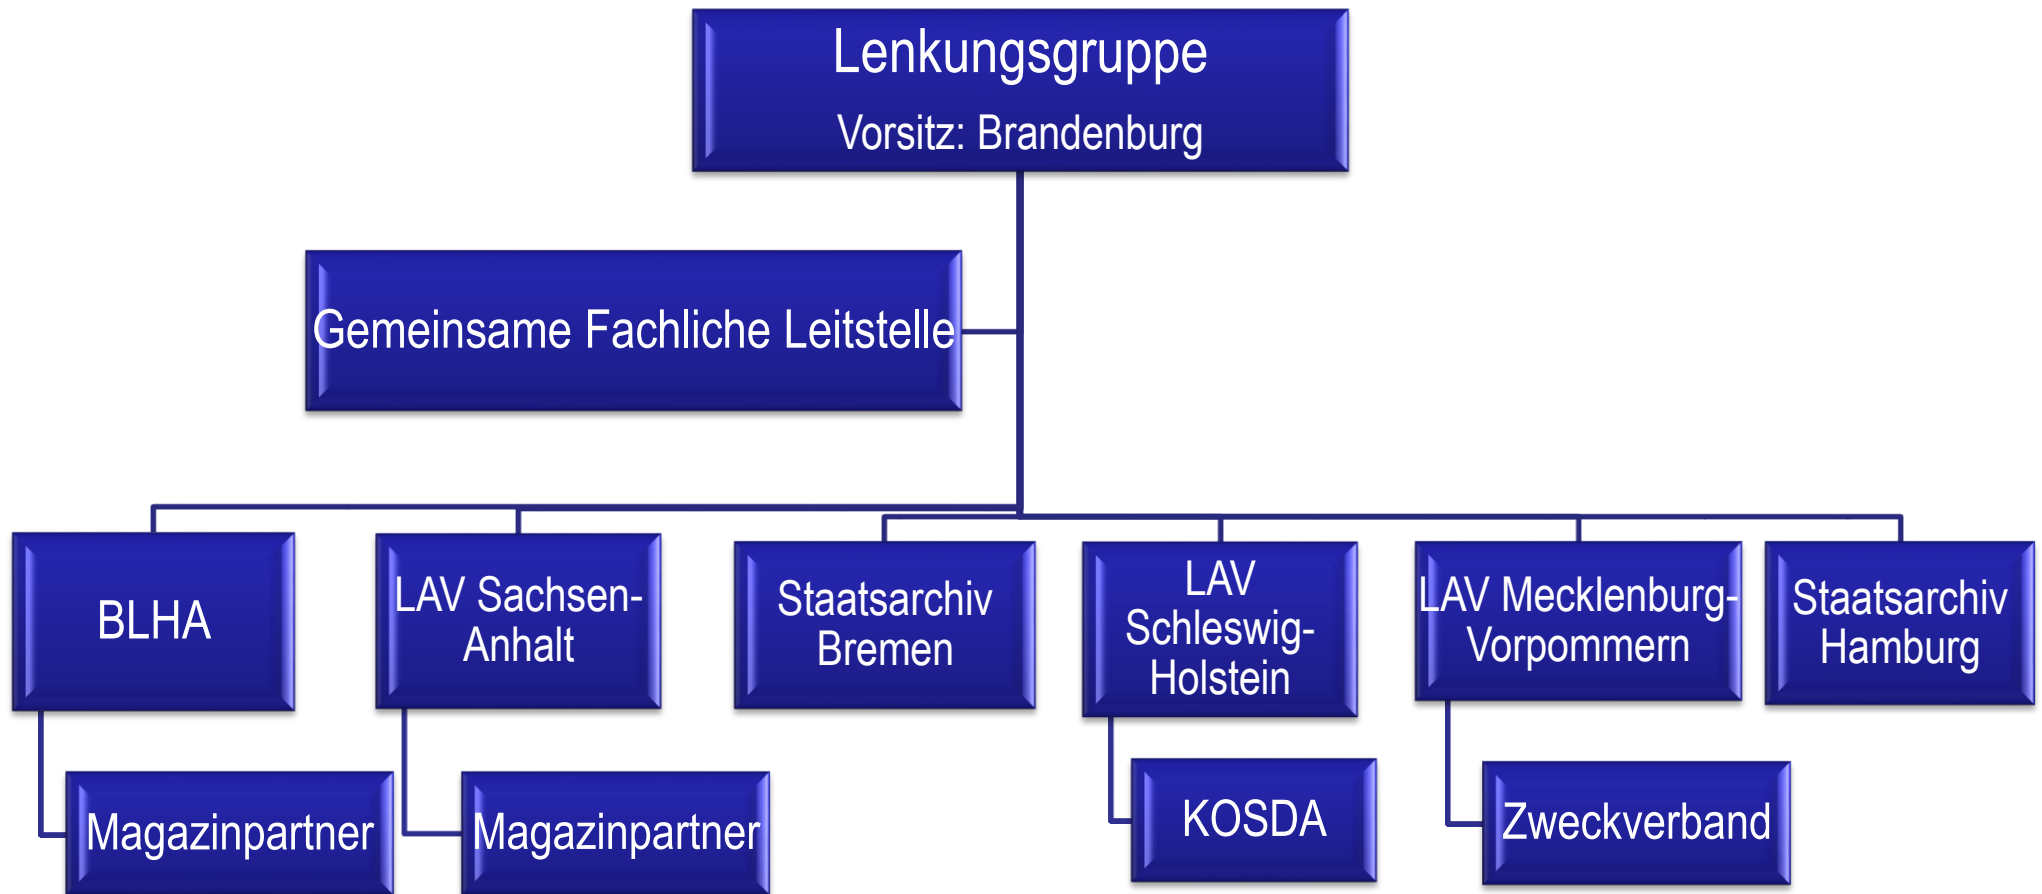 Lenkungsgruppe
Vorsitz: Brandenburg
Gemeinsame Fachliche Leitstelle
BLHA
LAV Sachsen-
Anhalt
Staatsarchiv
Bremen
LAV
Schleswig-
Holstein
LAV Mecklenburg-
Vorpommern
Staatsarchiv
Hamburg
Magazinpartner
Magazinpartner
KOSDA
Zweckverband